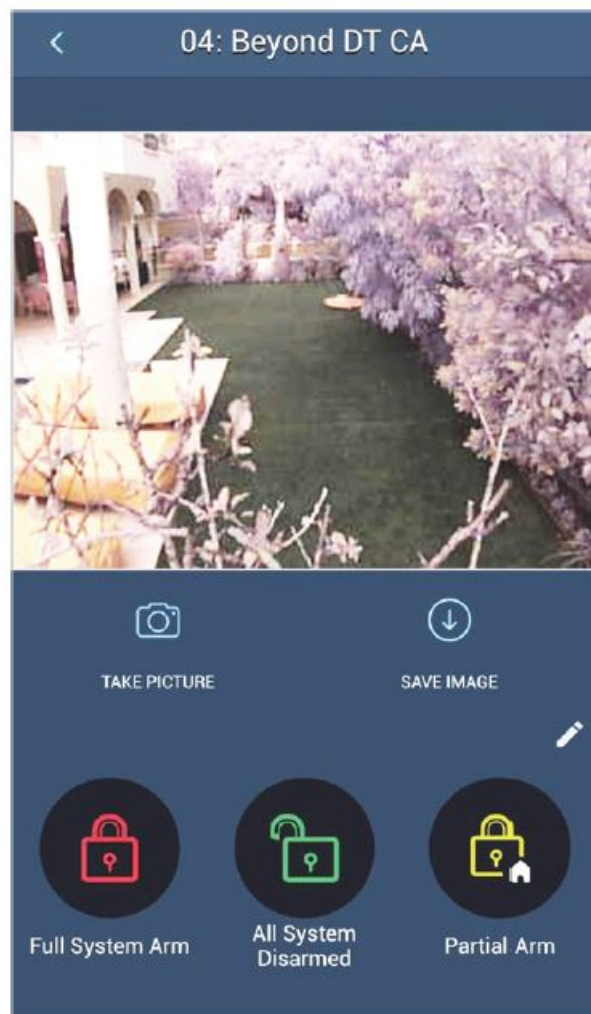 04: Beyond DT CA
TAKE PICTURE
SAVE IMAGE
Full System Arm
All System
Disarmed
Partial Arm